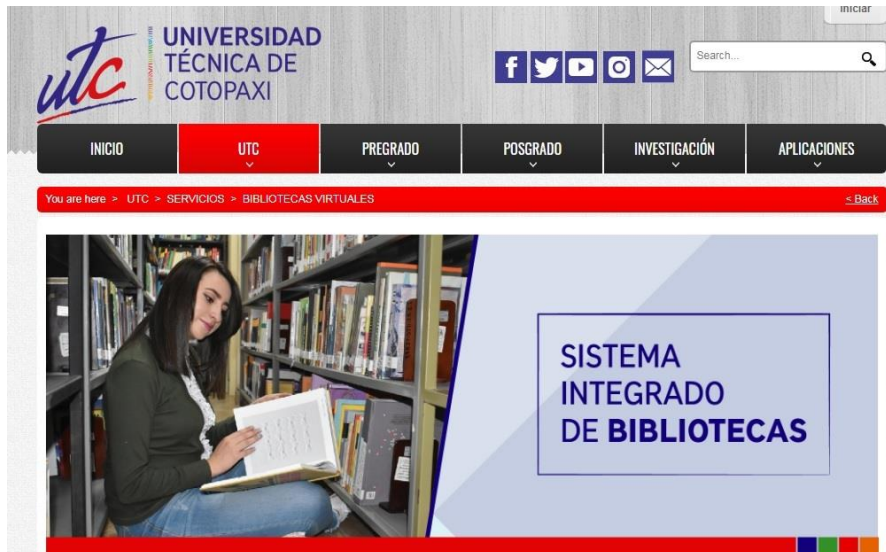 Iniciar
utc
UNIVERSIDAD
TÉCNICA DE
COTOPAXI
Search...
INICIO
UTC
PREGRADO
POSGRADO
INVESTIGACIÓN
APLICACIONES
You are here > UTC > SERVICIOS > BIBLIOTECAS VIRTUALES
< Back
SISTEMA
INTEGRADO
DE BIBLIOTECAS